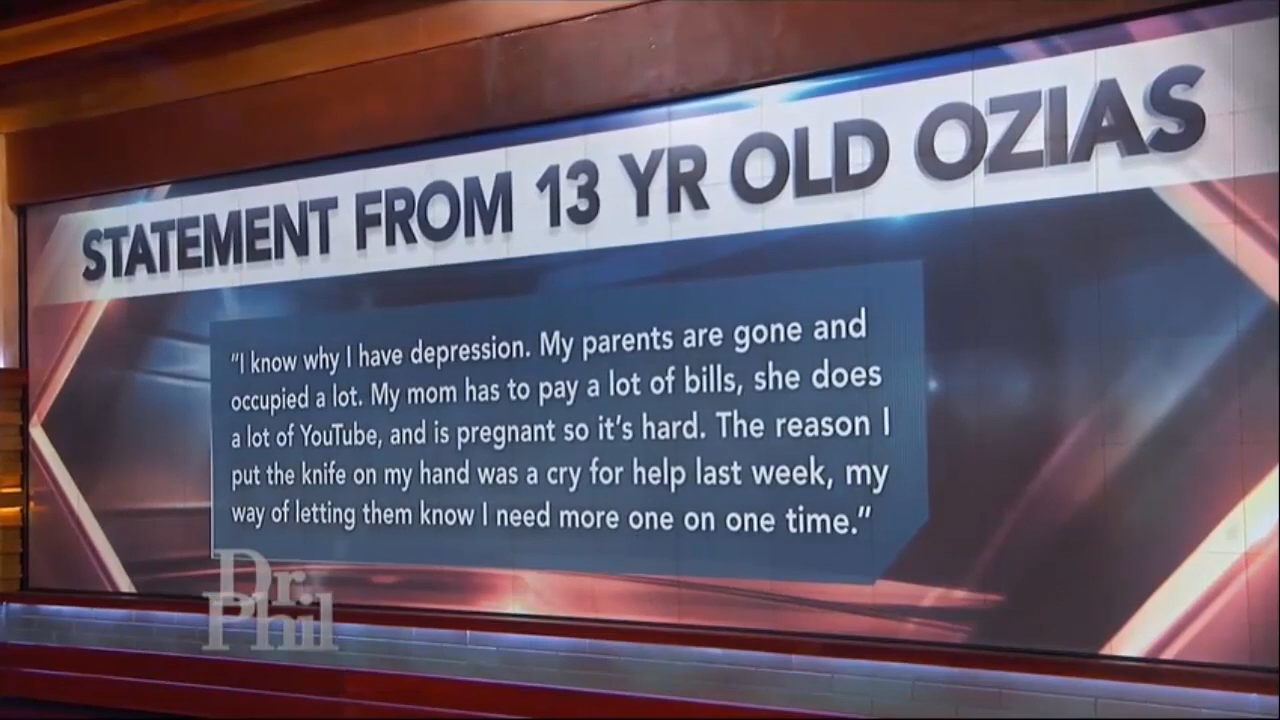 STATEMENT FROM 13 YR OLD OZIAS
"I know why I have depression. My parents are gone and
occupied a lot. My mom has to pay a lot of bills, she does
a lot of YouTube, and is pregnant so it's hard. The reason I
put the knife on my hand was a cry for help last week, my
way of letting them know I need more one on one time."
Dr.
Phil